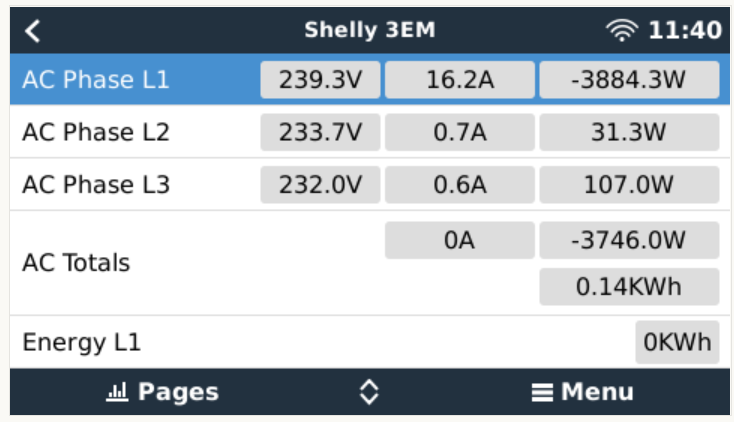 Shelly 3EM 11:40
AC Phase L1 239.3V 16.2A -3884.3W
AC Phase L2 233.7V 0.7A 31.3W
AC Phase L3 232.0V 0.6A 107.0W
AC Totals 0A -3746.0W
0.14KWh
Energy L1 0KWh
Pages Menu